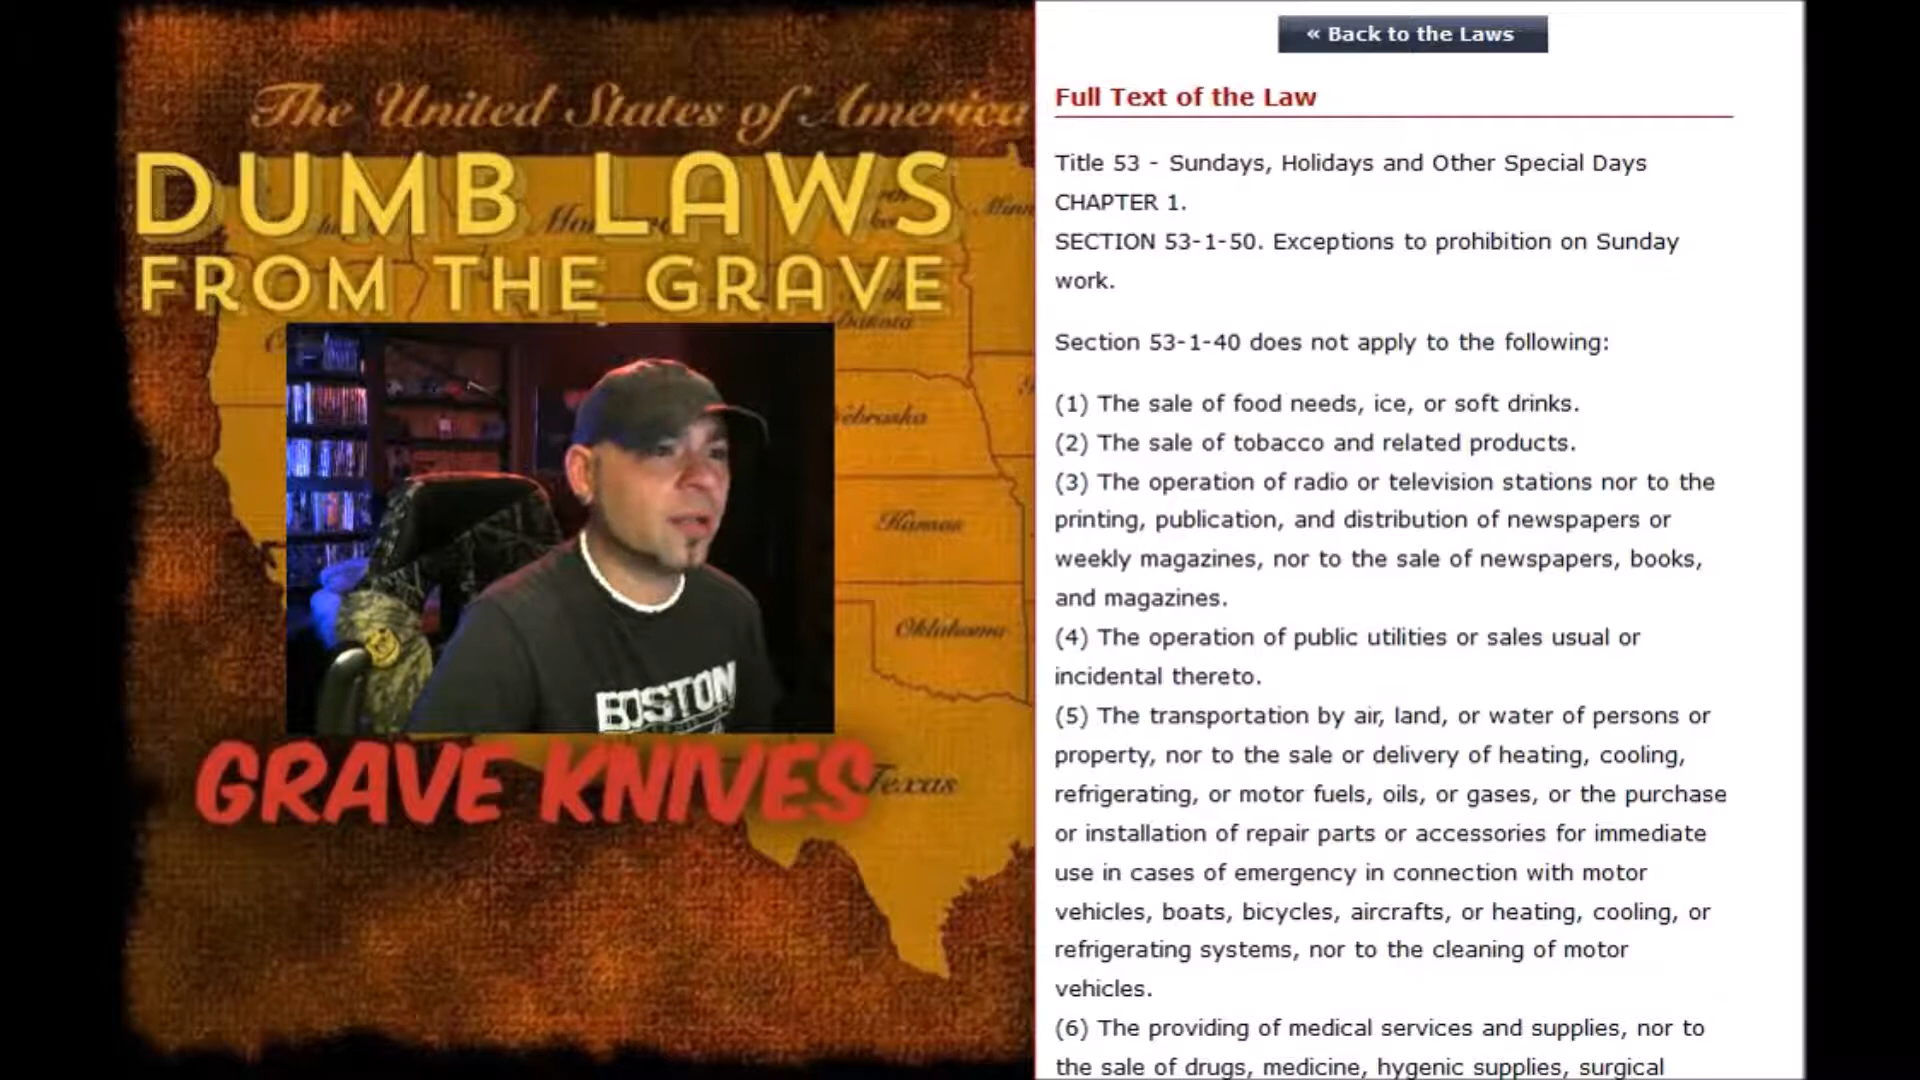 The United States of America
DUMB LAWS
FROM THE GRAVE
Dakota
Nebraska
Kansas
Oklahoma
Texas
BOSTON
GRAVE KNIVES
« Back to the Laws
Full Text of the Law
Title 53 - Sundays, Holidays and Other Special Days
CHAPTER 1.
SECTION 53-1-50. Exceptions to prohibition on Sunday
work.
Section 53-1-40 does not apply to the following:
(1) The sale of food needs, ice, or soft drinks.
(2) The sale of tobacco and related products.
(3) The operation of radio or television stations nor to the
printing, publication, and distribution of newspapers or
weekly magazines, nor to the sale of newspapers, books,
and magazines.
(4) The operation of public utilities or sales usual or
incidental thereto.
(5) The transportation by air, land, or water of persons or
property, nor to the sale or delivery of heating, cooling,
refrigerating, or motor fuels, oils, or gases, or the purchase
or installation of repair parts or accessories for immediate
use in cases of emergency in connection with motor
vehicles, boats, bicycles, aircrafts, or heating, cooling, or
refrigerating systems, nor to the cleaning of motor
vehicles.
(6) The providing of medical services and supplies, nor to
the sale of drugs, medicine, hygenic supplies, surgical